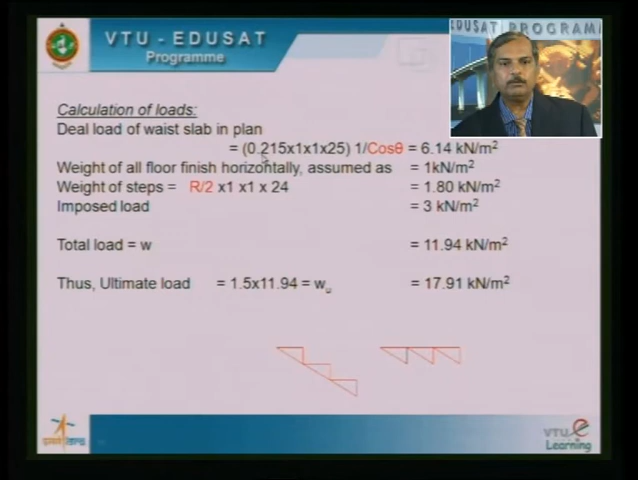 VTU - EDUSAT
Programme
EDUSAT PROGRAM
Calculation of loads:
Deal load of waist slab in plan
= (0.215x1x1x25) 1/Cosθ = 6.14 kN/m²
Weight of all floor finish horizontally, assumed as = 1kN/m²
Weight of steps = R/2 x1 x1 x 24 = 1.80 kN/m²
Imposed load = 3 kN/m²
Total load = w = 11.94 kN/m²
Thus, Ultimate load = 1.5x11.94 = wᵤ = 17.91 kN/m²
VTU e
Learning